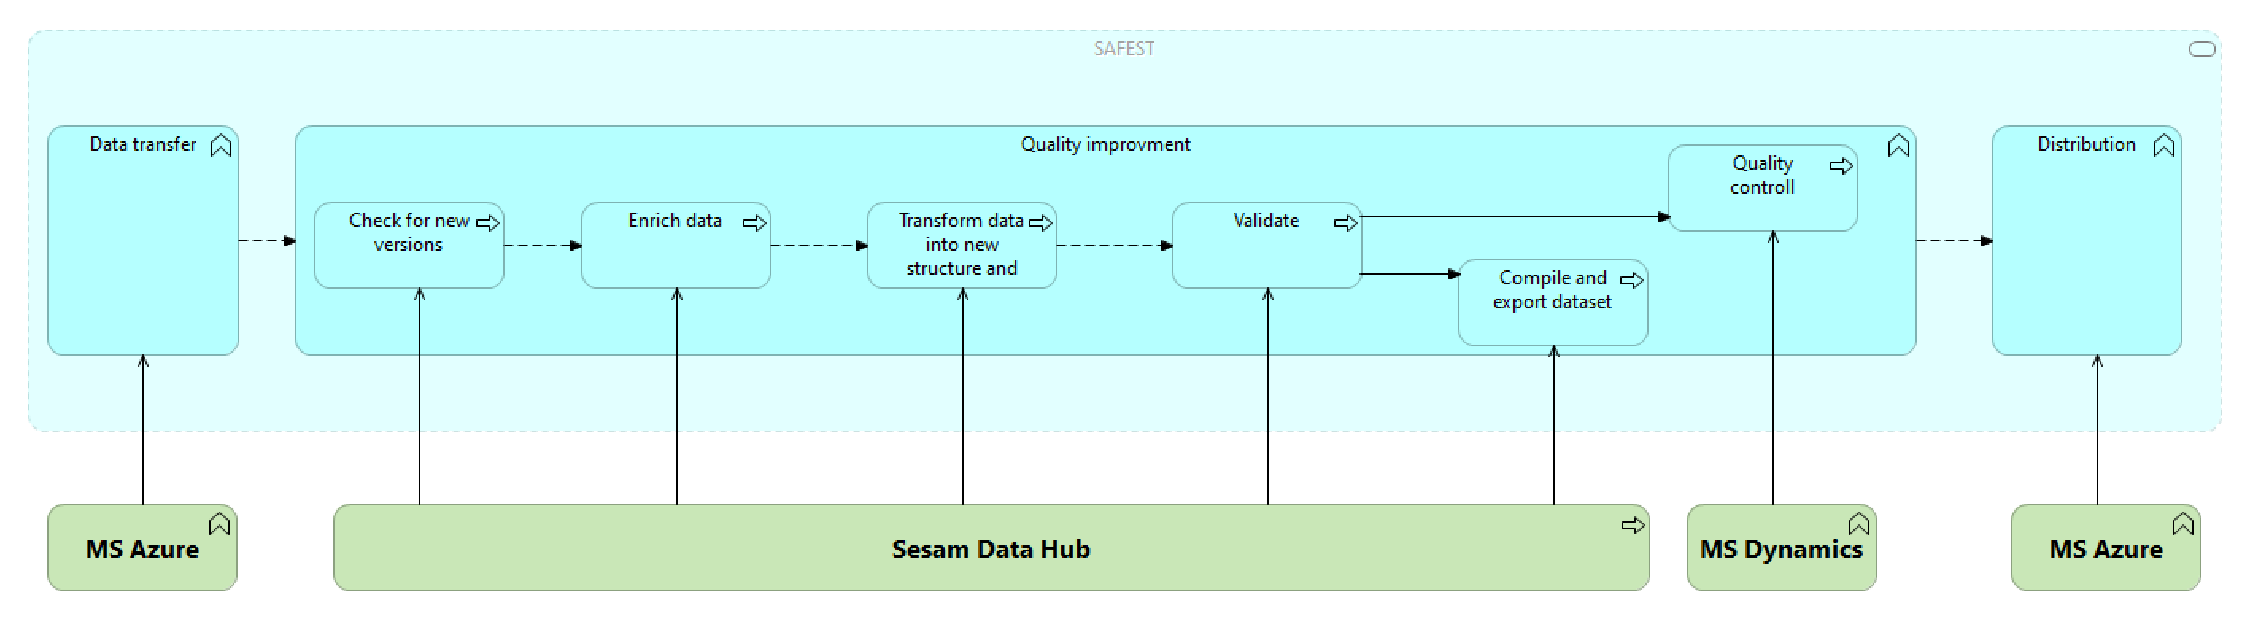 SAFEST
Data transfer
Quality improvment
Distribution
Quality
controll
Check for new
versions
Enrich data
Transform data
into new
structure and
Validate
Compile and
export dataset
MS Azure
Sesam Data Hub
MS Dynamics
MS Azure